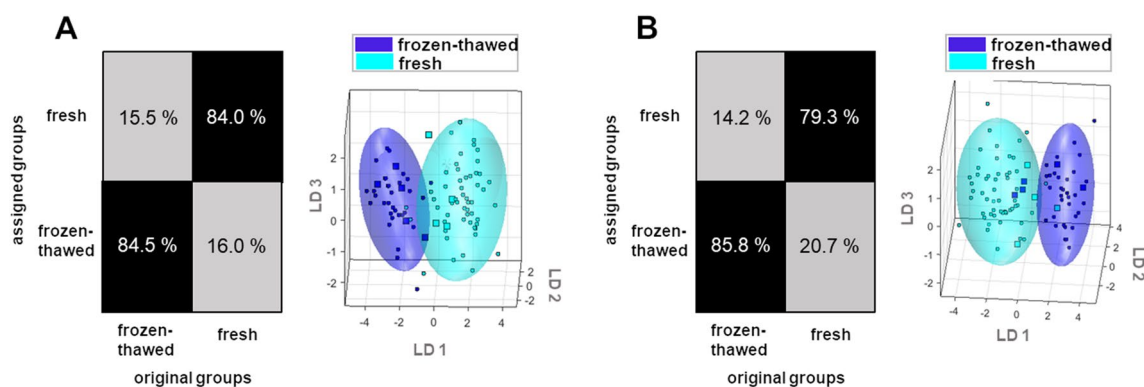 A
frozen-thawed
fresh
fresh
15.5 %
84.0 %
frozen-
thawed
84.5 %
16.0 %
assigned groups
frozen-
thawed
fresh
original groups
LD 3
2
1
0
-1
-2
-4
-2
0
2
4
LD 1
2
0
-2
LD 2
B
frozen-thawed
fresh
fresh
14.2 %
79.3 %
frozen-
thawed
85.8 %
20.7 %
assigned groups
frozen-
thawed
fresh
original groups
LD 3
2
1
0
-1
-2
-4
-2
0
2
4
LD 1
4
2
0
-2
LD 2